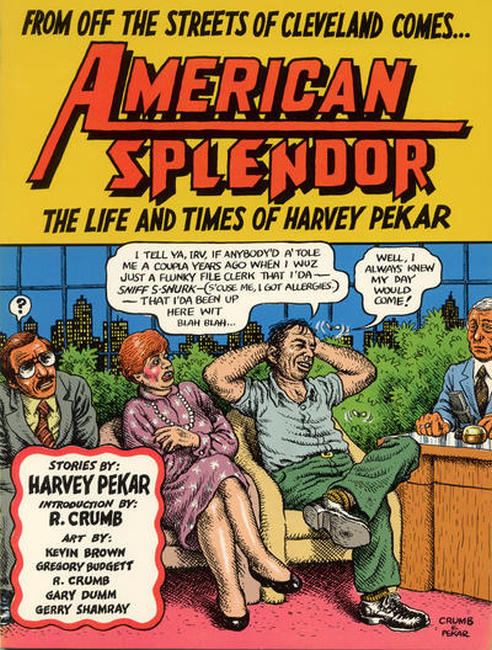 FROM OFF THE STREETS OF CLEVELAND COMES...
AMERICAN
SPLENDOR
THE LIFE AND TIMES OF HARVEY PEKAR
I TELL YA, IRV, IF ANYBODY'D A' TOLE
ME A COUPLA YEARS AGO WHEN I WUZ
JUST A FLUNKY FILE CLERK THAT I'DA—
SNIFF S-SNURK—(S'CUSE ME, I GOT ALLERGIES.)
—THAT I'DA BEEN UP
HERE WIT
BLAH BLAH...
WELL, I
ALWAYS KNEW
MY DAY
WOULD
COME!
?
STORIES BY:
HARVEY PEKAR
INTRODUCTION BY:
R. CRUMB
ART BY:
KEVIN BROWN
GREGORY BUDGETT
R. CRUMB
GARY DUMM
GERRY SHAMRAY
CRUMB
&
PEKAR